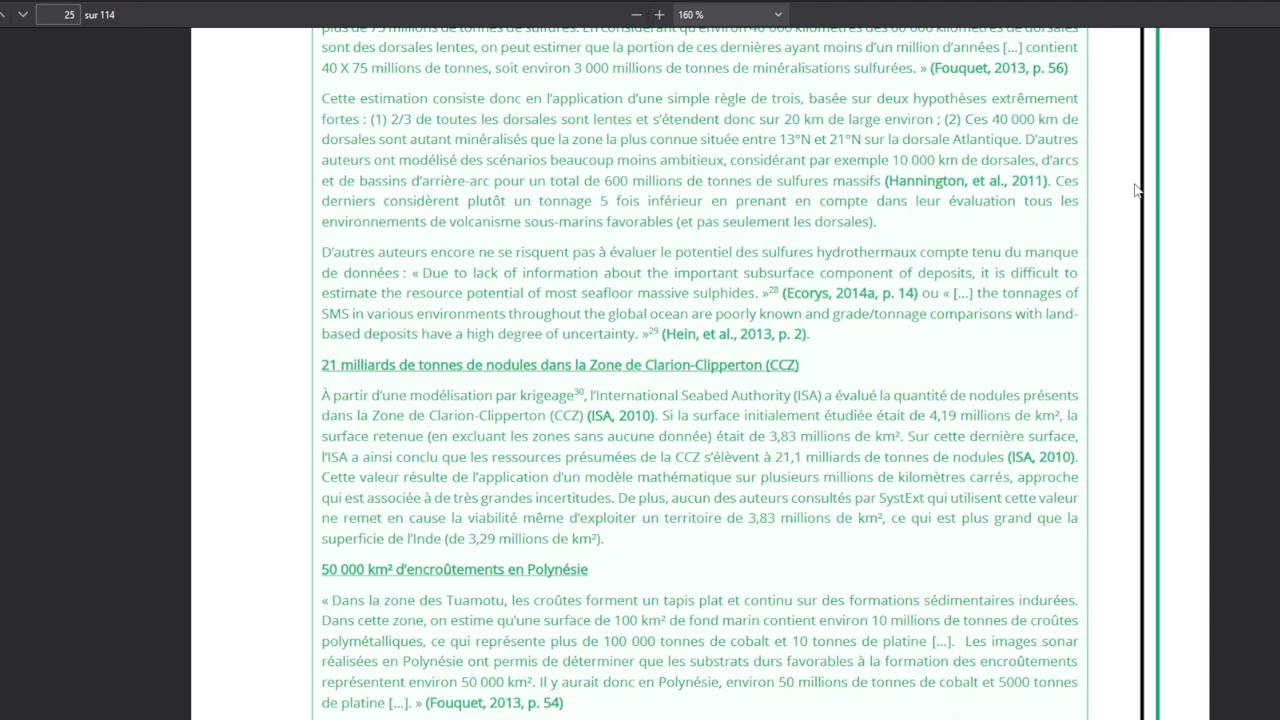 25 sur 114
160 %
plus de 75 millions de tonnes de sulfures. En considérant qu'environ 40 000 kilomètres des 60 000 kilomètres de dorsales
sont des dorsales lentes, on peut estimer que la portion de ces dernières ayant moins d'un million d'années [...] contient
40 X 75 millions de tonnes, soit environ 3 000 millions de tonnes de minéralisations sulfurées. » (Fouquet, 2013, p. 56)
Cette estimation consiste donc en l'application d'une simple règle de trois, basée sur deux hypothèses extrêmement
fortes : (1) 2/3 de toutes les dorsales sont lentes et s'étendent donc sur 20 km de large environ ; (2) Ces 40 000 km de
dorsales sont autant minéralisés que la zone la plus connue située entre 13°N et 21°N sur la dorsale Atlantique. D'autres
auteurs ont modélisé des scénarios beaucoup moins ambitieux, considérant par exemple 10 000 km de dorsales, d'arcs
et de bassins d'arrière-arc pour un total de 600 millions de tonnes de sulfures massifs (Hannington, et al., 2011). Ces
derniers considèrent plutôt un tonnage 5 fois inférieur en prenant en compte dans leur évaluation tous les
environnements de volcanisme sous-marins favorables (et pas seulement les dorsales).
D'autres auteurs encore ne se risquent pas à évaluer le potentiel des sulfures hydrothermaux compte tenu du manque
de données : « Due to lack of information about the important subsurface component of deposits, it is difficult to
estimate the resource potential of most seafloor massive sulphides. »28 (Ecorys, 2014a, p. 14) ou « [...] the tonnages of
SMS in various environments throughout the global ocean are poorly known and grade/tonnage comparisons with land-
based deposits have a high degree of uncertainty. »29 (Hein, et al., 2013, p. 2).
21 milliards de tonnes de nodules dans la Zone de Clarion-Clipperton (CCZ)
À partir d'une modélisation par krigeage30, l'International Seabed Authority (ISA) a évalué la quantité de nodules présents
dans la Zone de Clarion-Clipperton (CCZ) (ISA, 2010). Si la surface initialement étudiée était de 4,19 millions de km², la
surface retenue (en excluant les zones sans aucune donnée) était de 3,83 millions de km². Sur cette dernière surface,
l'ISA a ainsi conclu que les ressources présumées de la CCZ s'élèvent à 21,1 milliards de tonnes de nodules (ISA, 2010).
Cette valeur résulte de l'application d'un modèle mathématique sur plusieurs millions de kilomètres carrés, approche
qui est associée à de très grandes incertitudes. De plus, aucun des auteurs consultés par SystExt qui utilisent cette valeur
ne remet en cause la viabilité même d'exploiter un territoire de 3,83 millions de km², ce qui est plus grand que la
superficie de l'Inde (de 3,29 millions de km²).
50 000 km² d'encroûtements en Polynésie
« Dans la zone des Tuamotu, les croûtes forment un tapis plat et continu sur des formations sédimentaires indurées.
Dans cette zone, on estime qu'une surface de 100 km² de fond marin contient environ 10 millions de tonnes de croûtes
polymétalliques, ce qui représente plus de 100 000 tonnes de cobalt et 10 tonnes de platine [...]. Les images sonar
réalisées en Polynésie ont permis de déterminer que les substrats durs favorables à la formation des encroûtements
représentent environ 50 000 km². Il y aurait donc en Polynésie, environ 50 millions de tonnes de cobalt et 5000 tonnes
de platine [...]. » (Fouquet, 2013, p. 54)